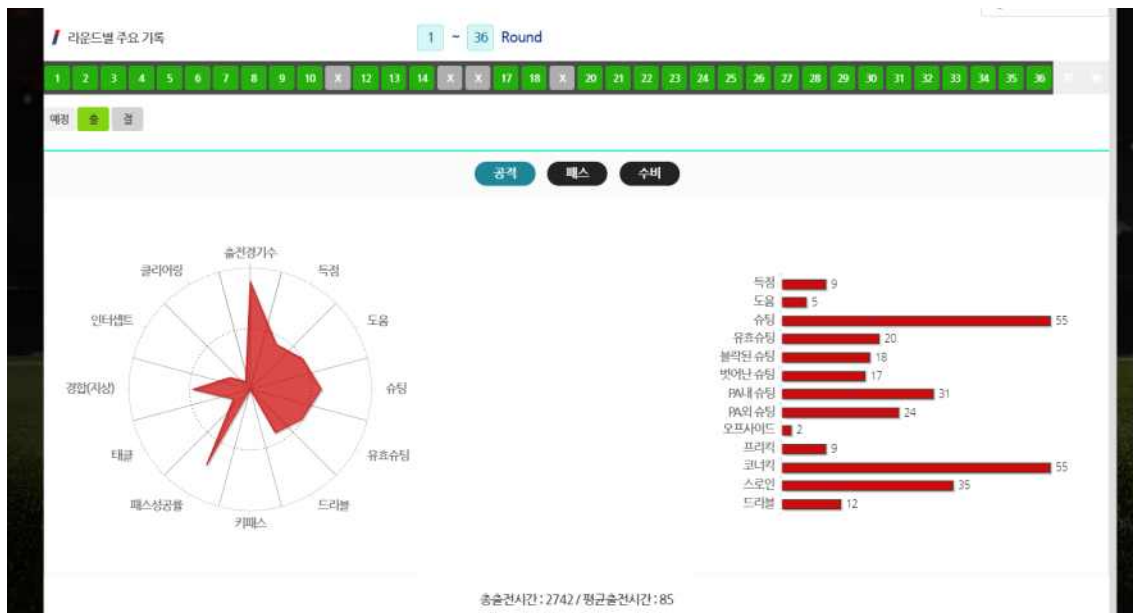 라운드별 주요 기록
1 ~ 36 Round
1 2 3 4 5 6 7 8 9 10 X 12 13 14 X X 17 18 X 20 21 22 23 24 25 26 27 28 29 30 31 32 33 34 35 36
예정 출 결
공격 패스 수비
출전경기수
득점
도움
슈팅
유효슈팅
드리블
키패스
패스성공률
태클
경합(지상)
인터셉트
클리어링
득점 9
도움 5
슈팅 55
유효슈팅 20
블락된 슈팅 18
벗어난 슈팅 17
PA내 슈팅 31
PA외 슈팅 24
오프사이드 2
프리킥 9
코너킥 55
스로인 35
드리블 12
총출전시간 : 2742 / 평균출전시간 : 85